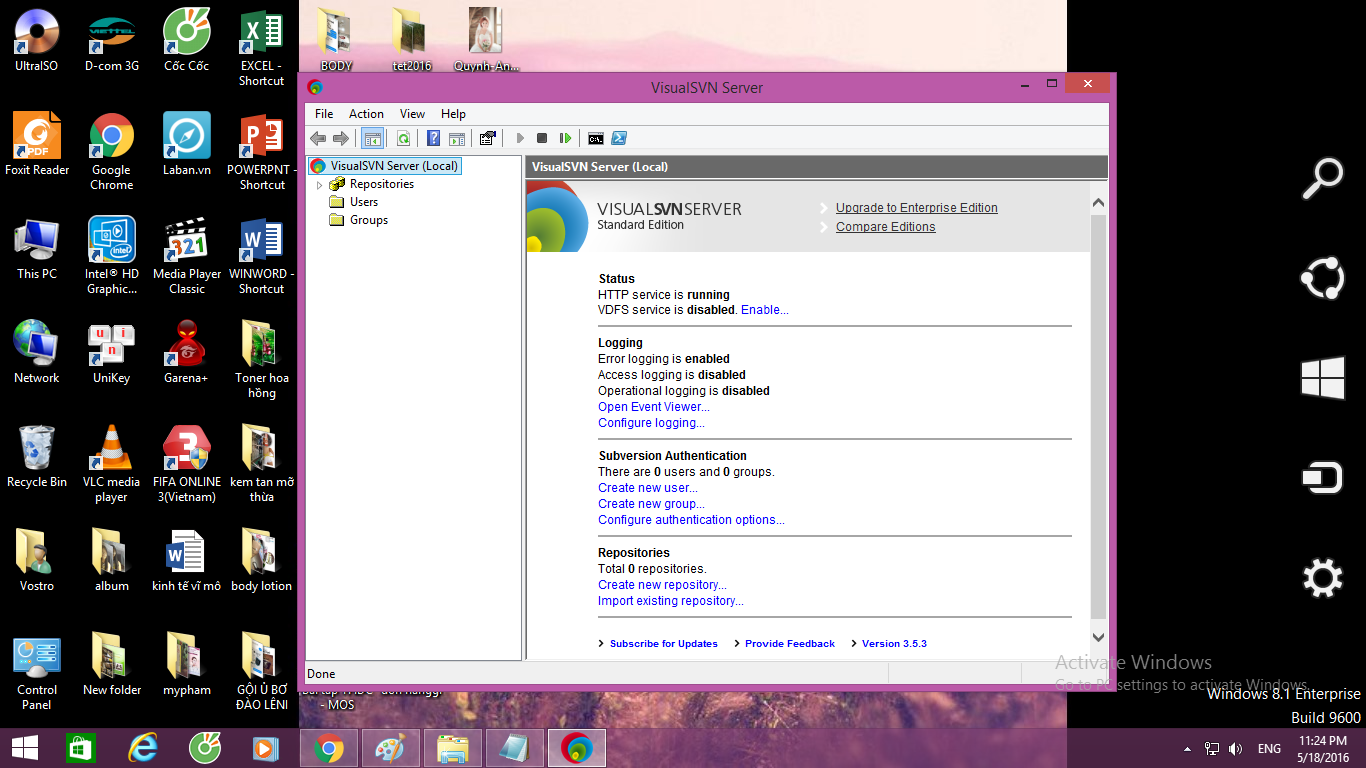 UltraISO
D-com 3G
Cốc Cốc
EXCEL -
Shortcut
BODY
tet2016
Quynh-An...
Foxit Reader
Google
Chrome
Laban.vn
POWERPNT -
Shortcut
This PC
Intel® HD
Graphic...
Media Player
Classic
WINWORD -
Shortcut
Network
UniKey
Garena+
Toner hoa
hồng
Recycle Bin
VLC media
player
FIFA ONLINE
3(Vietnam)
kem tan mỡ
thừa
Vostro
album
kinh tế vĩ mô
body lotion
Control
Panel
New folder
mypham
GỘI Ủ BƠ
ĐÀO LÊNI
- MOS
VisualSVN Server
File Action View Help
VisualSVN Server (Local)
Repositories
Users
Groups
VisualSVN Server (Local)
VISUALSVNSERVER
Standard Edition
Upgrade to Enterprise Edition
Compare Editions
Status
HTTP service is running
VDFS service is disabled. Enable...
Logging
Error logging is enabled
Access logging is disabled
Operational logging is disabled
Open Event Viewer...
Configure logging...
Subversion Authentication
There are 0 users and 0 groups.
Create new user...
Create new group...
Configure authentication options...
Repositories
Total 0 repositories.
Create new repository...
Import existing repository...
Subscribe for Updates Provide Feedback Version 3.5.3
Done
Activate Windows
Go to PC settings to activate Windows.
Windows 8.1 Enterprise
Build 9600
ENG
11:24 PM
5/18/2016